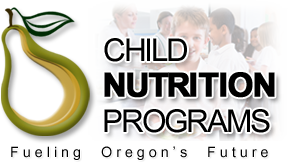 CHILD
NUTRITION
PROGRAMS
Fueling Oregon's Future